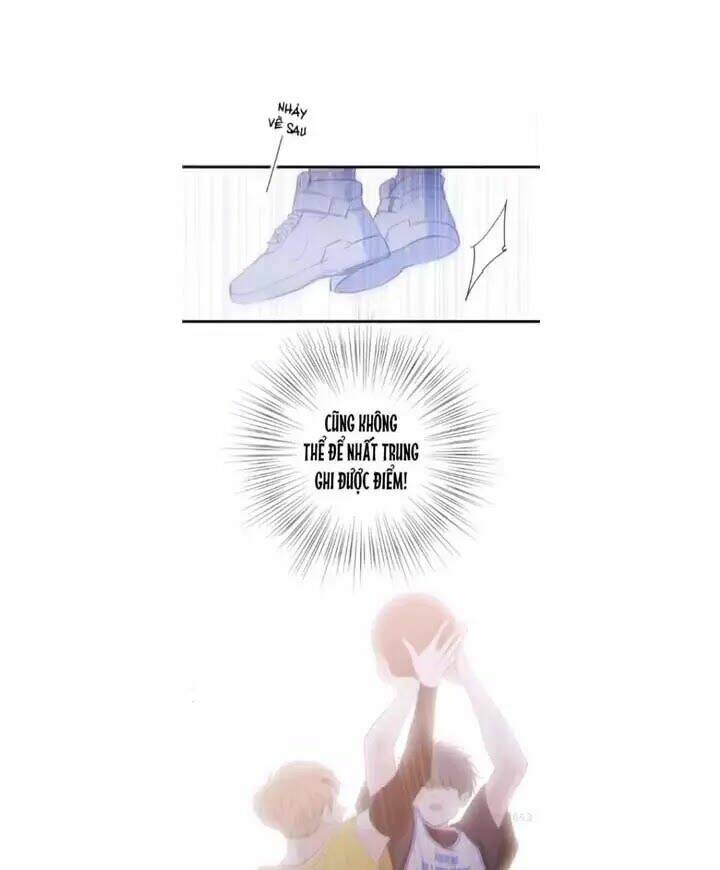 NHẢY
VỀ SAU
CŨNG KHÔNG
THỂ ĐỂ NHẤT TRUNG
GHI ĐƯỢC ĐIỂM!